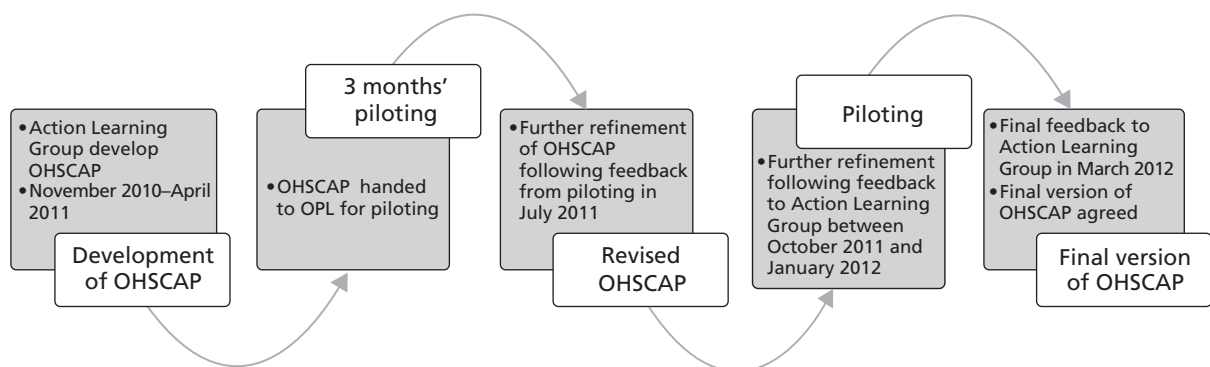 • Action Learning
Group develop
OHSCAP
• November 2010–April
2011
Development
of OHSCAP
3 months’
piloting
• OHSCAP handed
to OPL for piloting
• Further refinement
of OHSCAP
following feedback
from piloting in
July 2011
Revised
OHSCAP
Piloting
• Further refinement
following feedback
to Action Learning
Group between
October 2011 and
January 2012
• Final feedback to
Action Learning
Group in March 2012
• Final version of
OHSCAP agreed
Final version
of OHSCAP